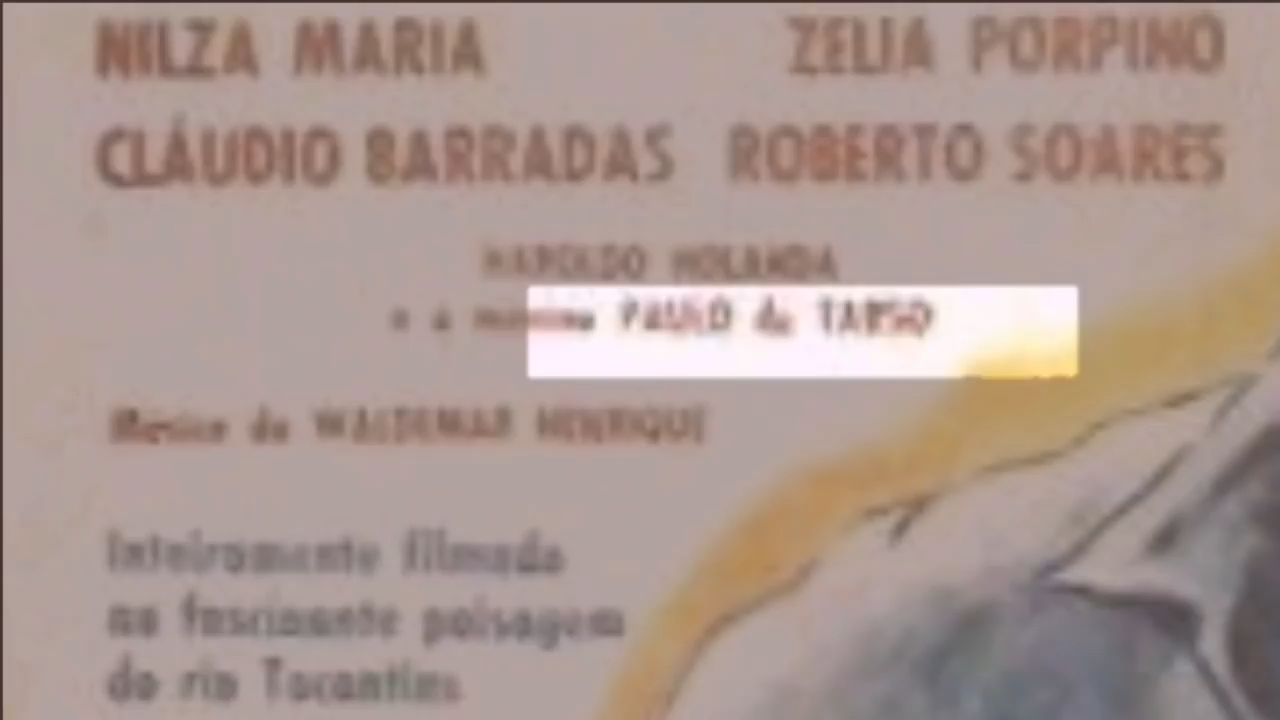 NILZA MARIA ZELIA PORPINO
CLÁUDIO BARRADAS ROBERTO SOARES
HAROLDO HOLANDA
e o menino PAULO de TARSO
Música de WALDEMAR HENRIQUE
Inteiramente filmado
na fascinante paisagem
do rio Tocantins